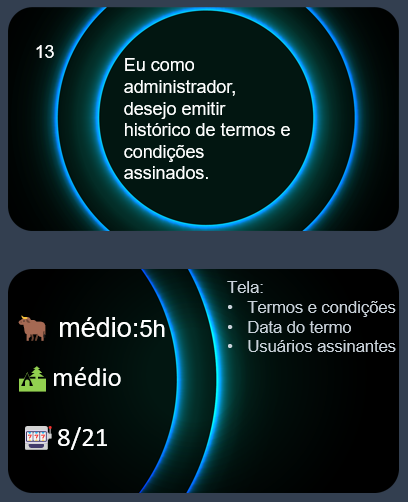 13
Eu como
administrador,
desejo emitir
histórico de termos e
condições
assinados.
médio:5h
médio
8/21
Tela:
• Termos e condições
• Data do termo
• Usuários assinantes